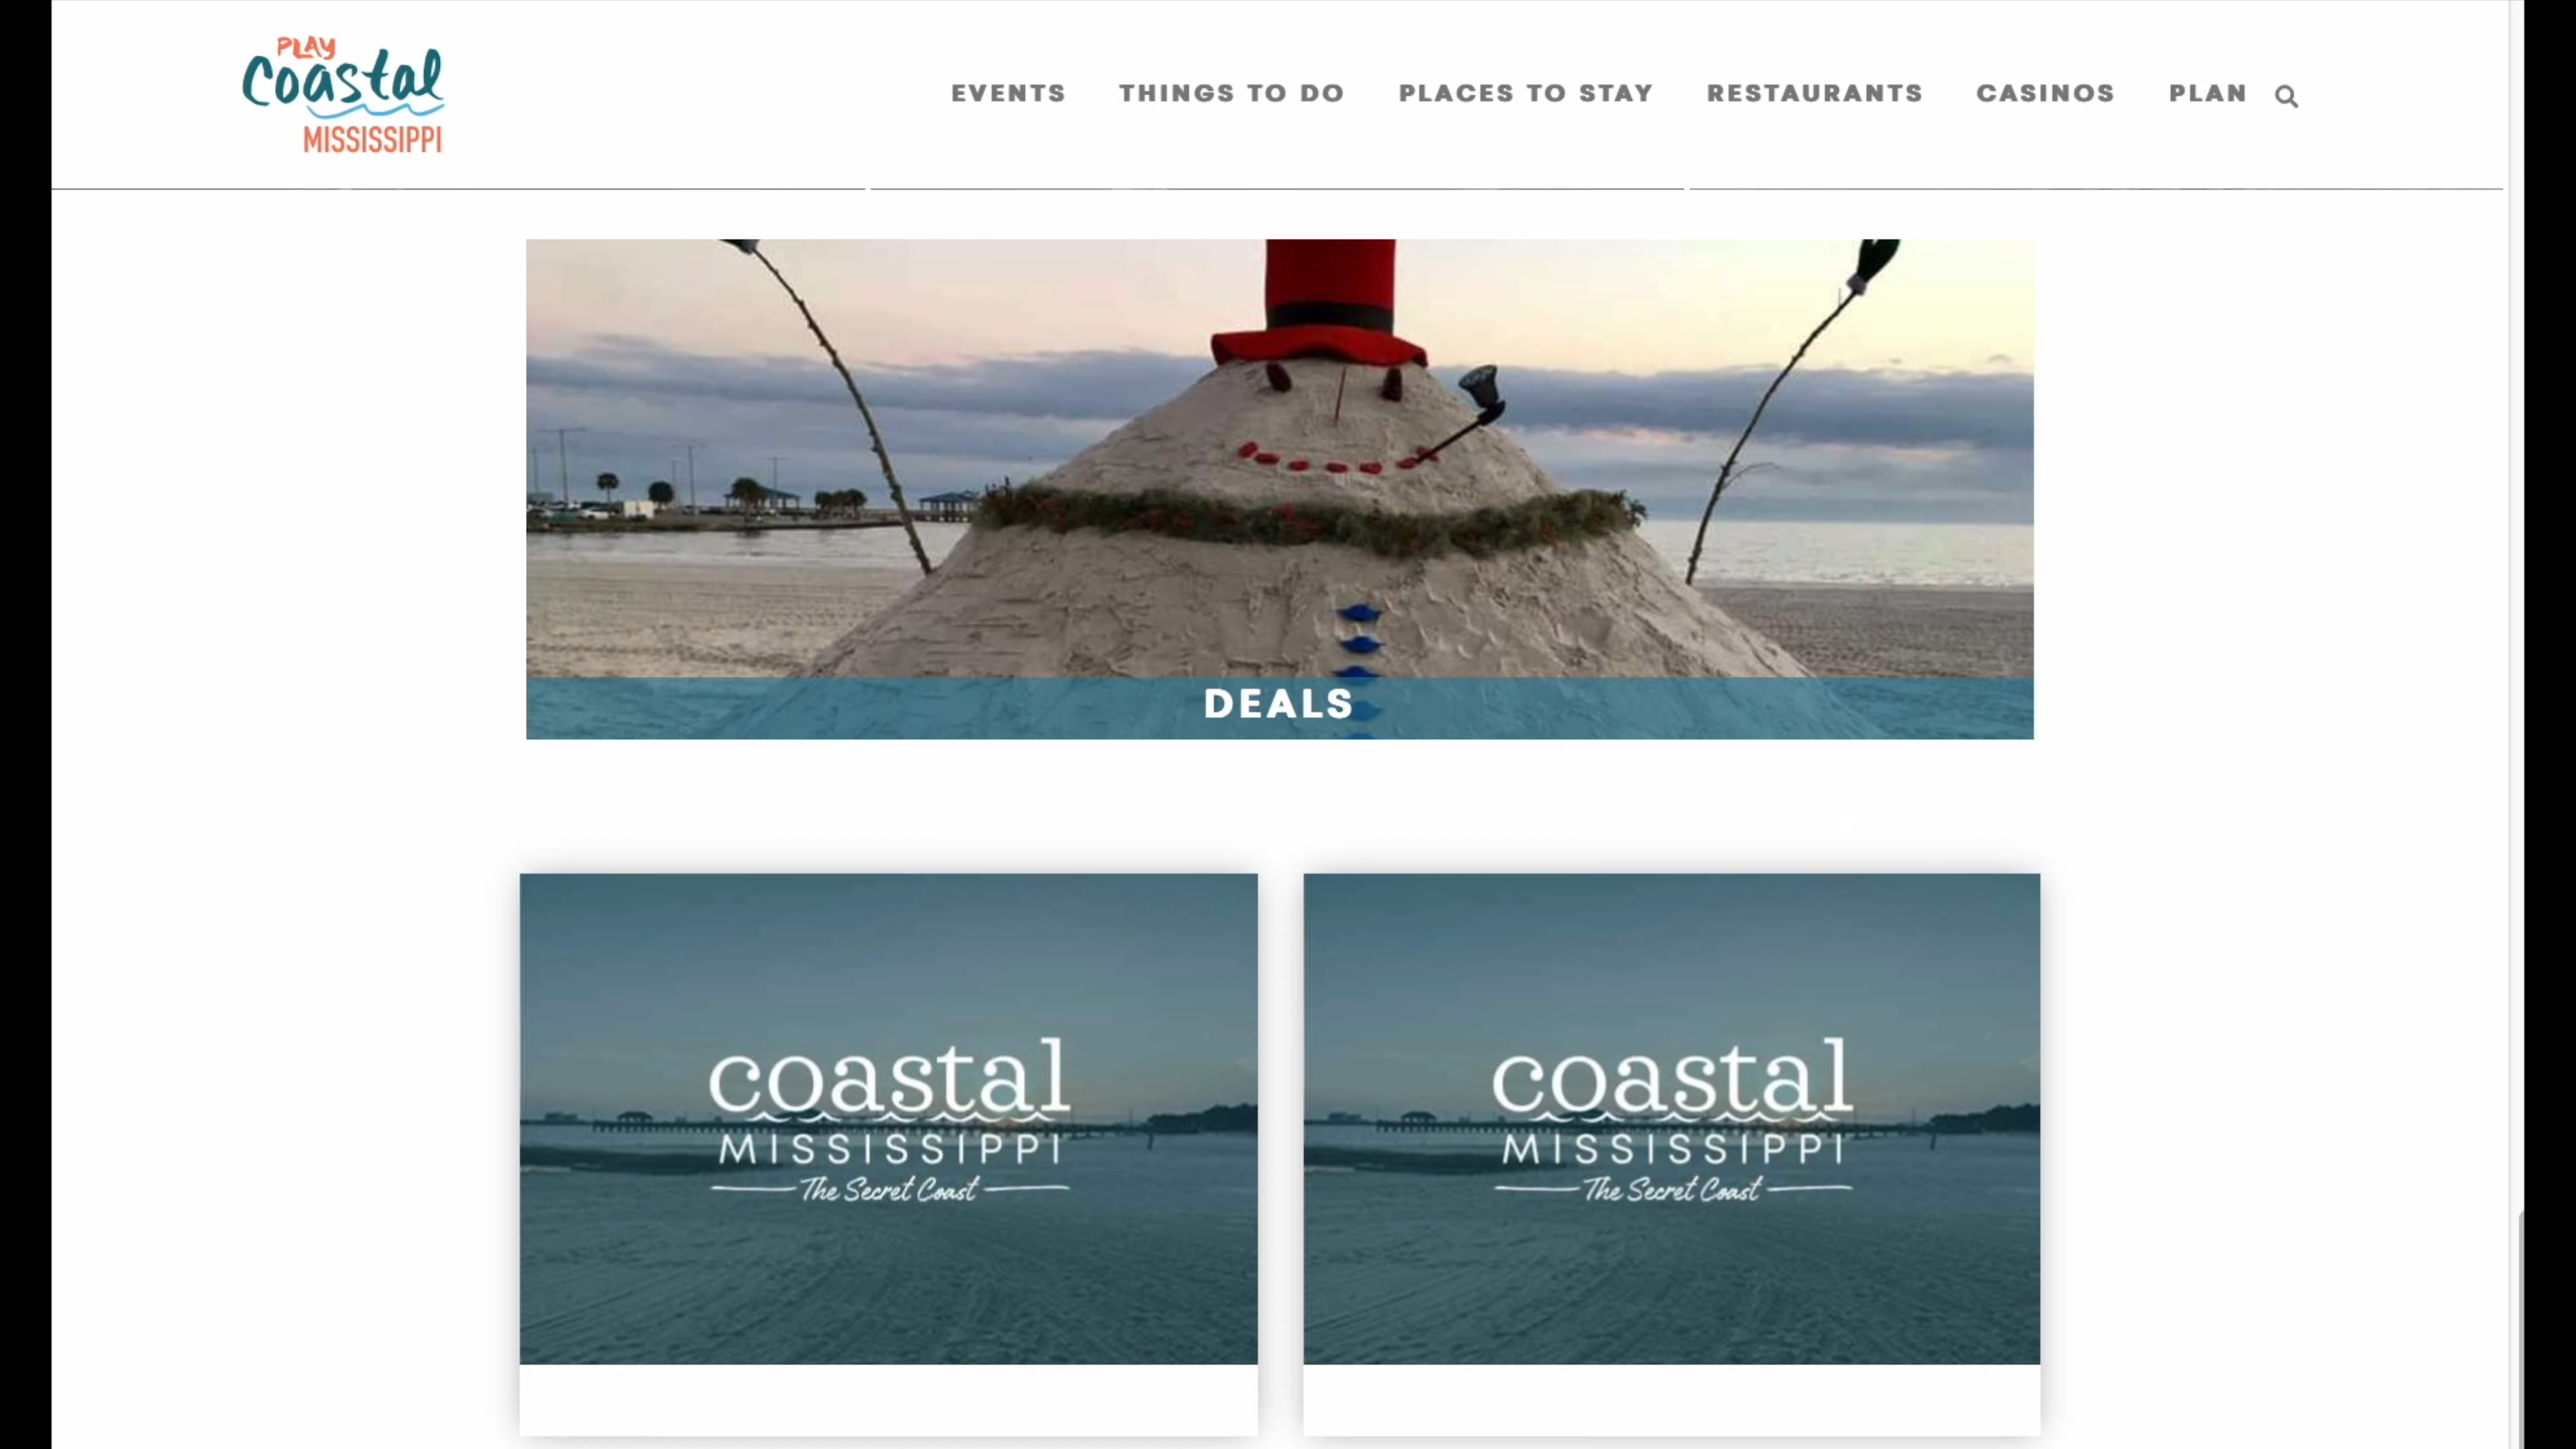 PLAY
Coastal
MISSISSIPPI
EVENTS THINGS TO DO PLACES TO STAY RESTAURANTS CASINOS PLAN
DEALS
coastal
MISSISSIPPI
The Secret Coast
coastal
MISSISSIPPI
The Secret Coast